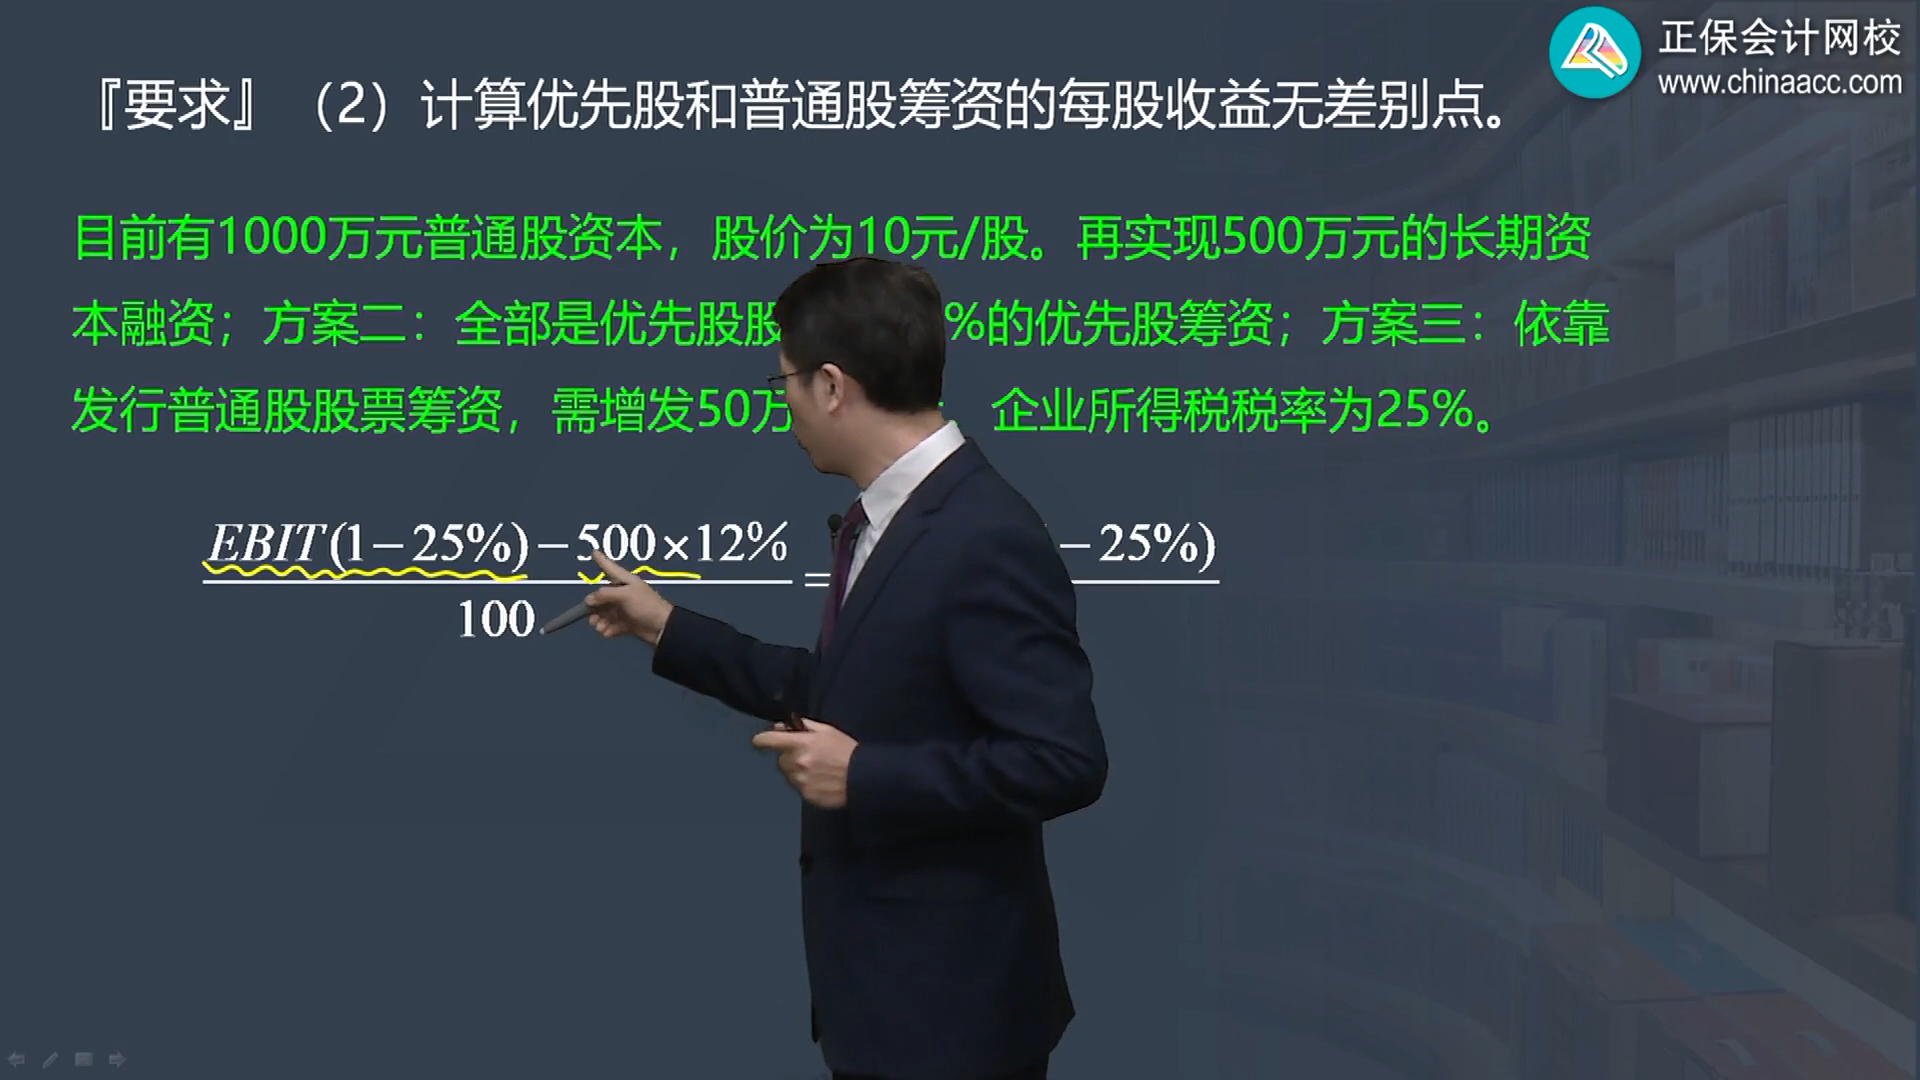 正保会计网校
www.chinaacc.com
『要求』（2）计算优先股和普通股筹资的每股收益无差别点。
目前有1000万元普通股资本，股价为10元/股。再实现500万元的长期资
本融资；方案二：全部是优先股股 %的优先股筹资；方案三：依靠
发行普通股股票筹资，需增发50万 企业所得税税率为25%。
EBIT(1－25%)－500×12% = －25%)
100